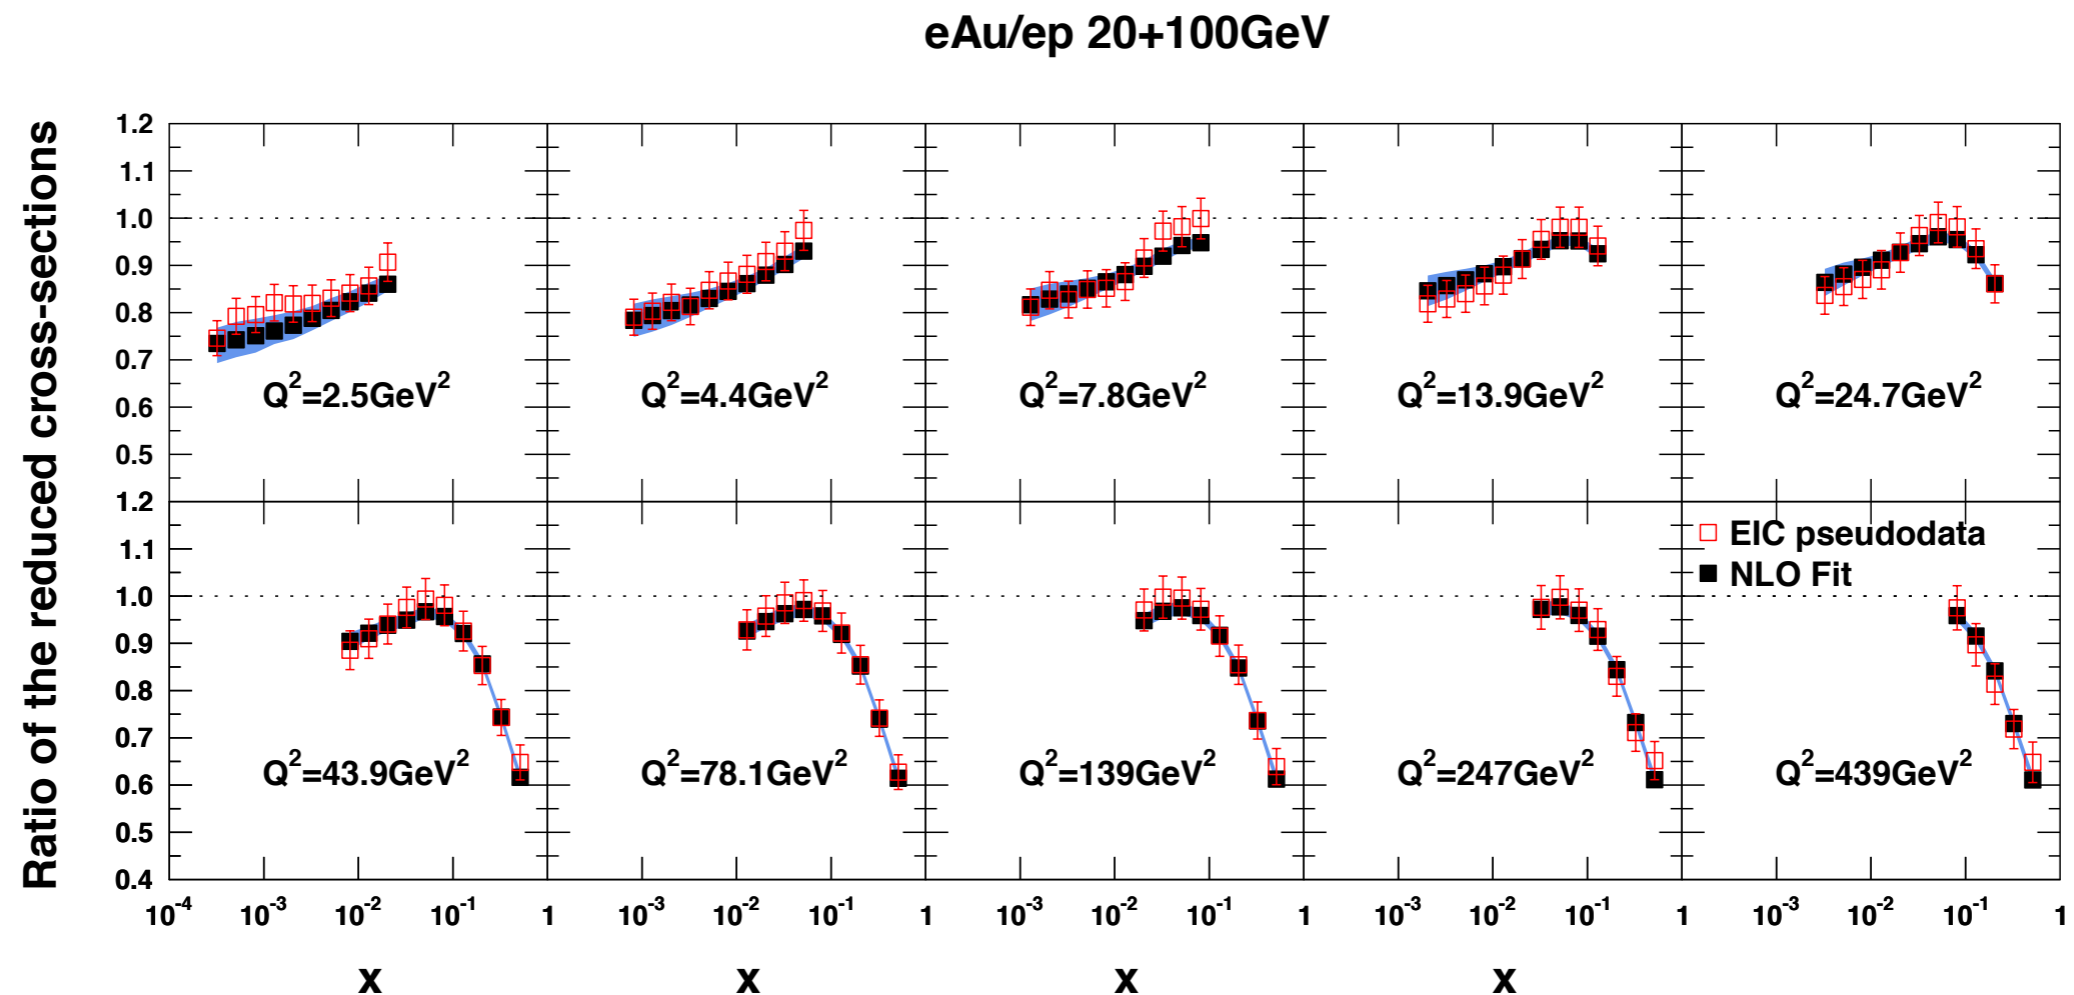 eAu/ep 20+100GeV
Ratio of the reduced cross-sections
1.2
1.1
1.0
0.9
0.8
0.7
0.6
0.5
Q²=2.5GeV²
Q²=4.4GeV²
Q²=7.8GeV²
Q²=13.9GeV²
Q²=24.7GeV²
1.2
1.1
1.0
0.9
0.8
0.7
0.6
0.5
0.4
EIC pseudodata
NLO Fit
Q²=43.9GeV²
Q²=78.1GeV²
Q²=139GeV²
Q²=247GeV²
Q²=439GeV²
10⁻⁴ 10⁻³ 10⁻² 10⁻¹ 1 10⁻³ 10⁻² 10⁻¹ 1 10⁻³ 10⁻² 10⁻¹ 1 10⁻³ 10⁻² 10⁻¹ 1 10⁻³ 10⁻² 10⁻¹ 1
x x x x